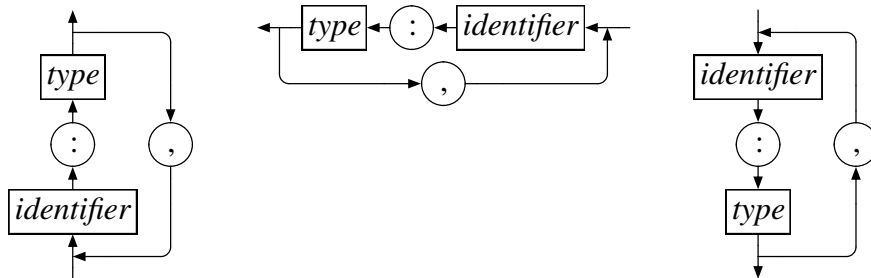 type
:
,
identifier
type : identifier
,
identifier
:
,
type